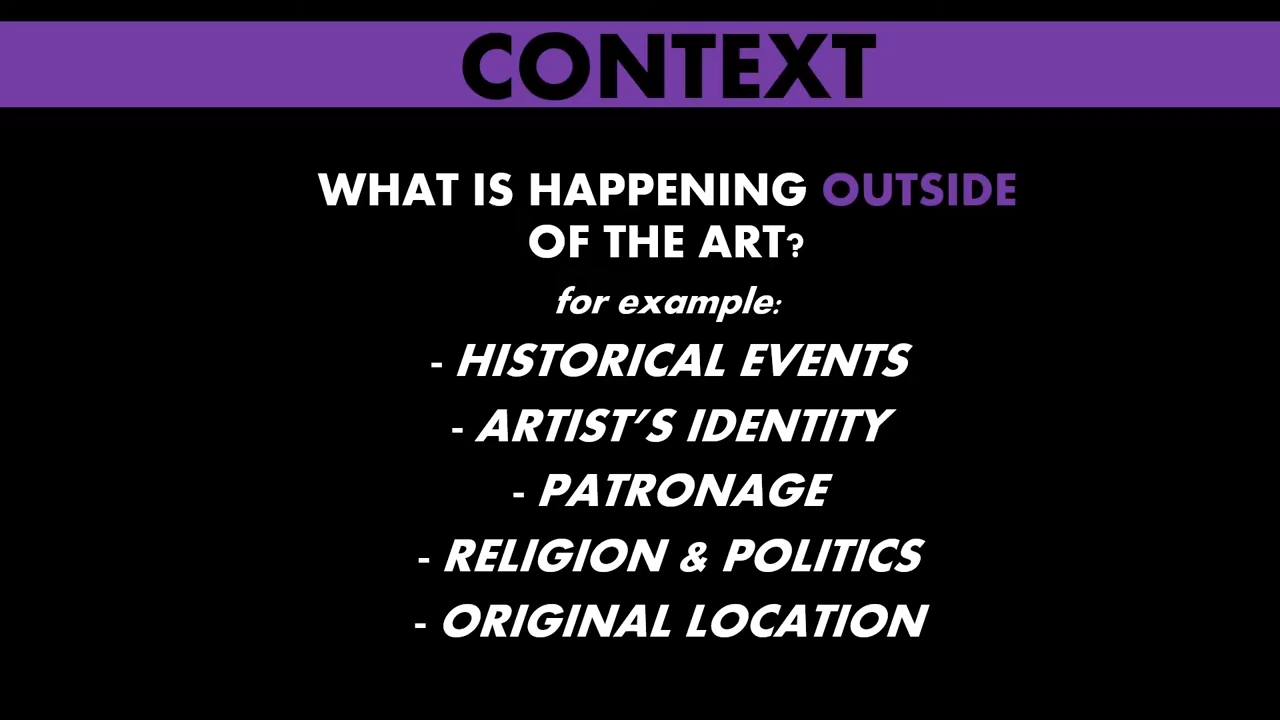 CONTEXT
WHAT IS HAPPENING OUTSIDE
OF THE ART?
for example:
- HISTORICAL EVENTS
- ARTIST’S IDENTITY
- PATRONAGE
- RELIGION & POLITICS
- ORIGINAL LOCATION